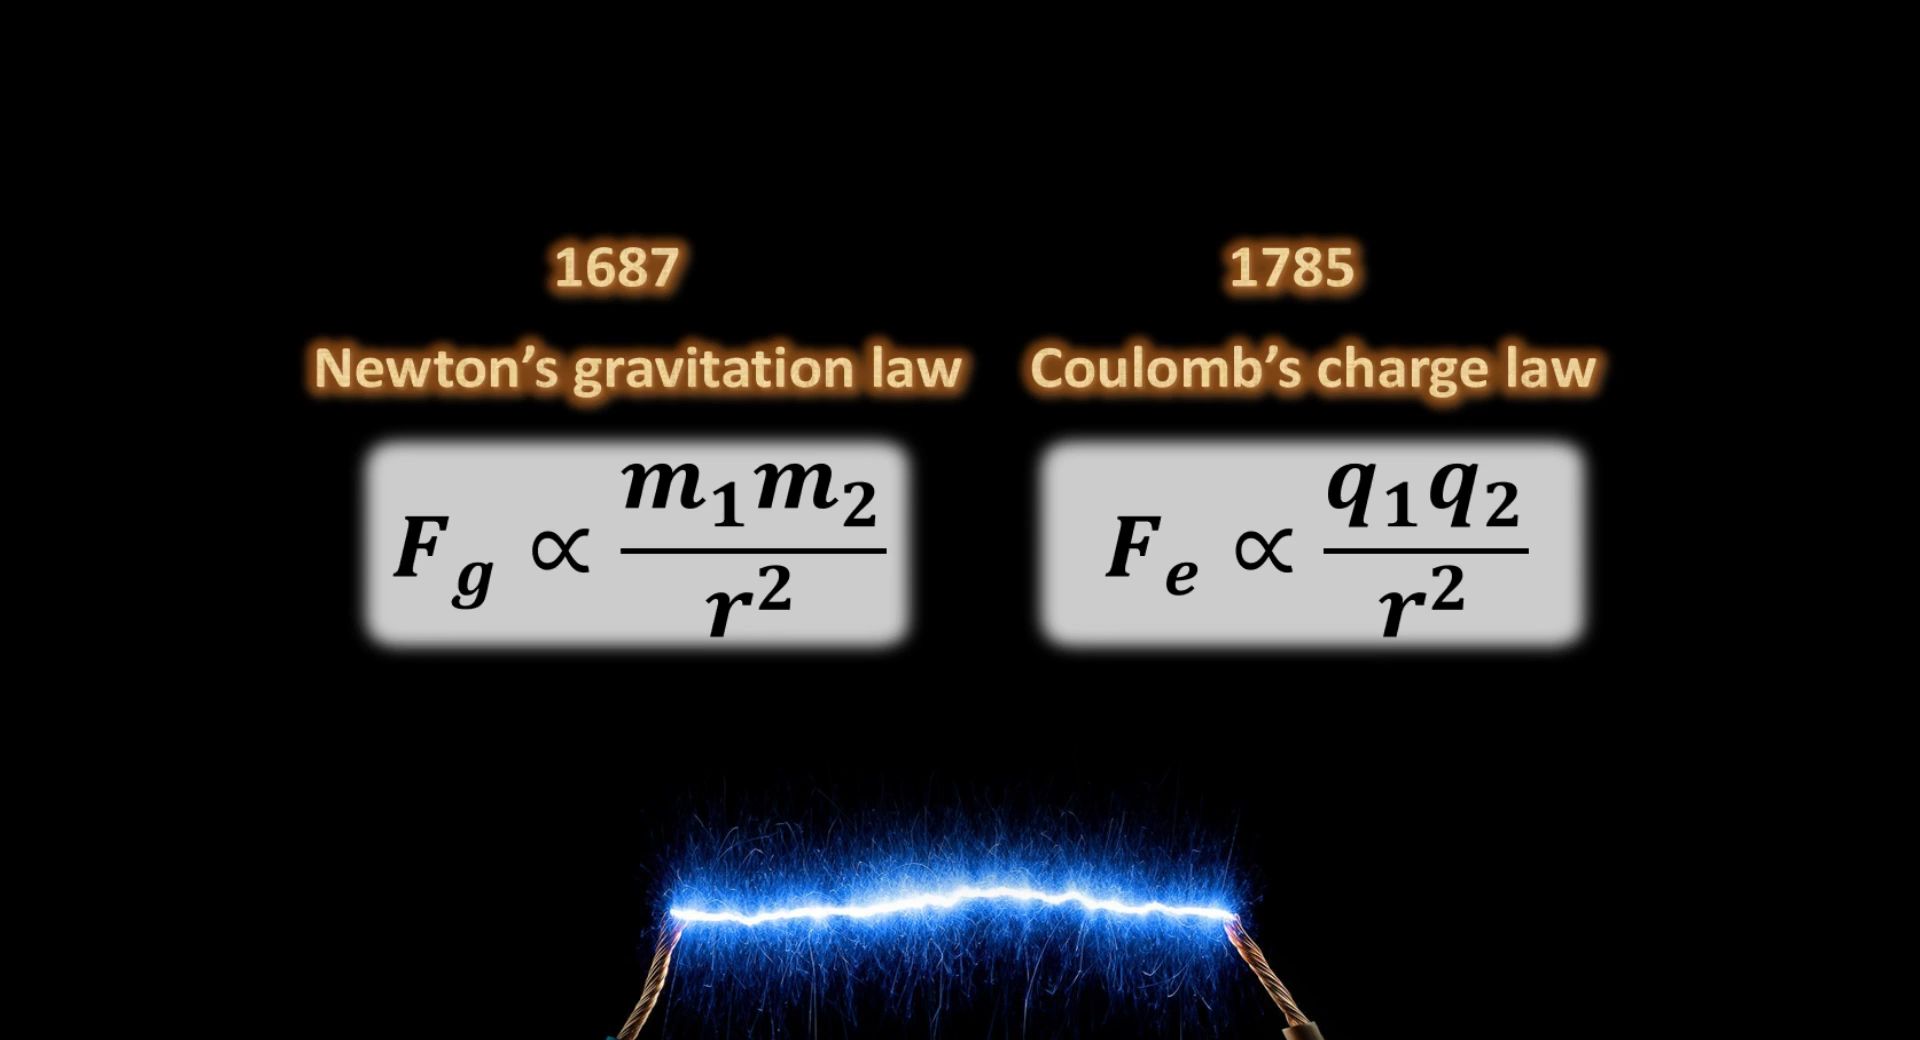 1687
Newton’s gravitation law
F_g ∝ m₁m₂ / r²
1785
Coulomb’s charge law
F_e ∝ q₁q₂ / r²